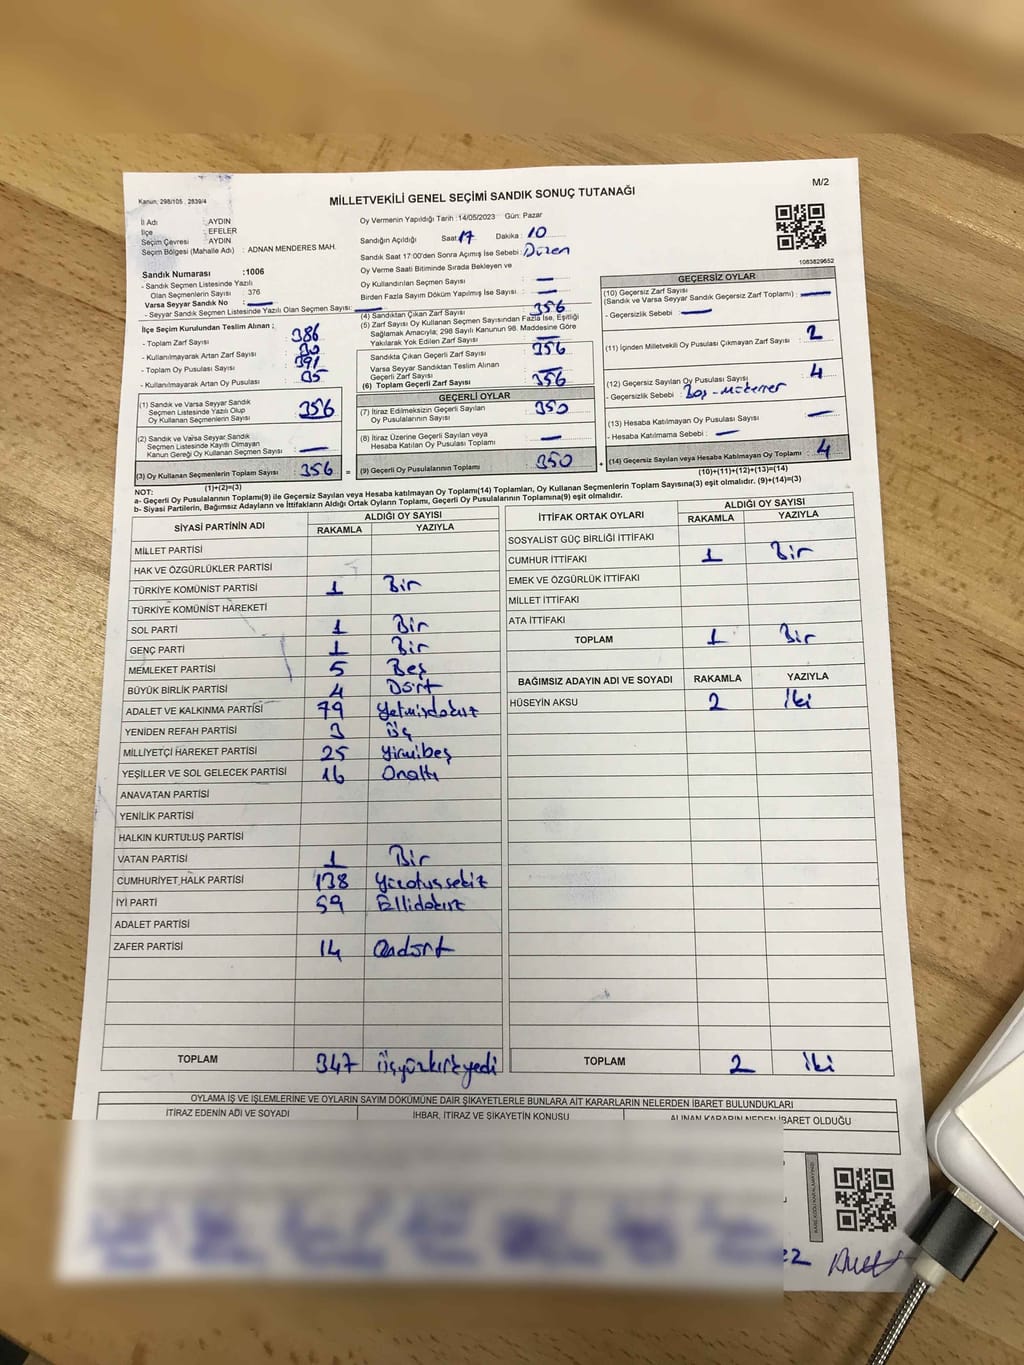 M/2
Kanun; 298/105 , 2839/4
MİLLETVEKİLİ GENEL SEÇİMİ SANDIK SONUÇ TUTANAĞI
İl Adı : AYDIN
İlçe : EFELER
Seçim Çevresi : AYDIN
Seçim Bölgesi (Mahalle Adı) : ADNAN MENDERES MAH.
Sandık Numarası :1006
- Sandık Seçmen Listesinde Yazılı
Olan Seçmenlerin Sayısı : 376
Varsa Seyyar Sandık No : —
- Seyyar Seçmen Listesinde Yazılı Olan Seçmen Sayısı : —
Oy Vermenin Yapıldığı Tarih :14/05/2023 Gün: Pazar
Sandığın Açıldığı Saat: 17 Dakika : 10
Sandık Saat 17:00'den Sonra Açılmış İse Sebebi : Düzen
Oy Verme Saati Bitiminde Sırada Bekleyen ve
Oy Kullandırılan Seçmen Sayısı : —
Birden Fazla Sayım Döküm Yapılmış İse Sayısı : —
(4) Sandıktan Çıkan Zarf Sayısı : 356
(5) Zarf Sayısı Oy Kullanan Seçmen Sayısından Fazla İse, Eşitliği
Sağlamak Amacıyla; 298 Sayılı Kanunun 98. Maddesine Göre
Yakılarak Yok Edilen Zarf Sayısı : —
1083829652
İlçe Seçim Kurulundan Teslim Alınan ;
- Toplam Zarf Sayısı : 386
- Kullanılmayarak Artan Zarf Sayısı : 30
- Toplam Oy Pusulası Sayısı : 391
- Kullanılmayarak Artan Oy Pusulası : 35
(1) Sandık ve Varsa Seyyar Sandık
Seçmen Listesinde Yazılı Olup
Oy Kullanan Seçmenlerin Sayısı : 356
(2) Sandık ve Varsa Seyyar Sandık
Seçmen Listesinde Kayıtlı Olmayan
Kanun Gereği Oy Kullanan Seçmen Sayısı : —
(3) Oy Kullanan Seçmenlerin Toplam Sayısı : 356 =
(1)+(2)=(3)
Sandıkta Çıkan Geçerli Zarf Sayısı : 356
Varsa Seyyar Sandıktan Teslim Alınan
Geçerli Zarf Sayısı : —
(6) Toplam Geçerli Zarf Sayısı : 356
GEÇERLİ OYLAR
(7) İtiraz Edilmeksizin Geçerli Sayılan
Oy Pusulalarının Sayısı : 350
(8) İtiraz Üzerine Geçerli Sayılan veya
Hesaba Katılan Oy Pusulası Toplamı : —
(9) Geçerli Oy Pusulalarının Toplamı : 350 +
GEÇERSİZ OYLAR
(10) Geçersiz Zarf Sayısı
(Sandık ve Varsa Seyyar Sandık Geçersiz Zarf Toplamı) : —
- Geçersizlik Sebebi : —
(11) İçinden Milletvekili Oy Pusulası Çıkmayan Zarf Sayısı : 2
(12) Geçersiz Sayılan Oy Pusulası Sayısı : 4
- Geçersizlik Sebebi : Boş-
(13) Hesaba Katılmayan Oy Pusulası Sayısı : —
- Hesaba Katılmama Sebebi : —
(14) Geçersiz Sayılan veya Hesaba Katılmayan Oy Toplamı : 4
(10)+(11)+(12)+(13)=(14)
NOT:
a- Geçerli Oy Pusulalarının Toplamı(9) ile Geçersiz Sayılan veya Hesaba katılmayan Oy Toplamı(14) Toplamları, Oy Kullanan Seçmenlerin Toplam Sayısına(3) eşit olmalıdır. (9)+(14)=(3)
b- Siyasi Partilerin, Bağımsız Adayların ve İttifakların Aldığı Ortak Oyların Toplamı, Geçerli Oy Pusulalarının Toplamına(9) eşit olmalıdır.
SİYASİ PARTİNİN ADI ALDIĞI OY SAYISI
RAKAMLA YAZIYLA
MİLLET PARTİSİ
HAK VE ÖZGÜRLÜKLER PARTİSİ
TÜRKİYE KOMÜNİST PARTİSİ 1 Bir
TÜRKİYE KOMÜNİST HAREKETİ
SOL PARTİ 1 Bir
GENÇ PARTİ 1 Bir
MEMLEKET PARTİSİ 5 Beş
BÜYÜK BİRLİK PARTİSİ 4 Dört
ADALET VE KALKINMA PARTİSİ 79 Yetmişdokuz
YENİDEN REFAH PARTİSİ 3 Üç
MİLLİYETÇİ HAREKET PARTİSİ 25 Yirmibeş
YEŞİLLER VE SOL GELECEK PARTİSİ 16 Onaltı
ANAVATAN PARTİSİ
YENİLİK PARTİSİ
HALKIN KURTULUŞ PARTİSİ
VATAN PARTİSİ 1 Bir
CUMHURİYET HALK PARTİSİ 138 Yüzotuzsekiz
İYİ PARTİ 59 Ellidokuz
ADALET PARTİSİ
ZAFER PARTİSİ 14 Ondört
TOPLAM 347 Üçyüzkırkyedi
İTTİFAK ORTAK OYLARI ALDIĞI OY SAYISI
RAKAMLA YAZIYLA
SOSYALİST GÜÇ BİRLİĞİ İTTİFAKI
CUMHUR İTTİFAKI 1 Bir
EMEK VE ÖZGÜRLÜK İTTİFAKI
MİLLET İTTİFAKI
ATA İTTİFAKI
TOPLAM 1 Bir
BAĞIMSIZ ADAYIN ADI VE SOYADI RAKAMLA YAZIYLA
HÜSEYİN AKSU 2 İki
TOPLAM 2 İki
OYLAMA İŞ VE İŞLEMLERİNE VE OYLARIN SAYIM DÖKÜMÜNE DAİR ŞİKAYETLERLE BUNLARA AİT KARARLARIN NELERDEN İBARET BULUNDUKLARI
İTİRAZ EDENİN ADI VE SOYADI İHBAR, İTİRAZ VE ŞİKAYETİN KONUSU ALINAN KARARIN NEDEN İBARET OLDUĞU